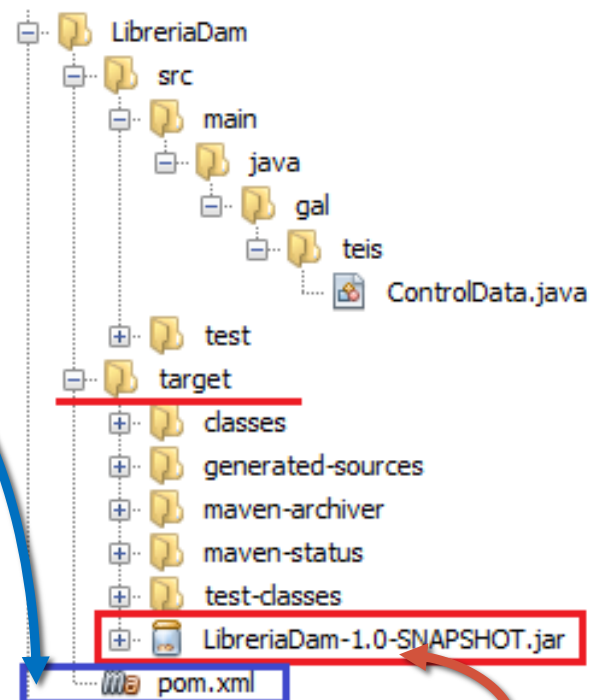 LibreriaDam
src
main
java
gal
teis
ControlData.java
test
target
classes
generated-sources
maven-archiver
maven-status
test-classes
LibreriaDam-1.0-SNAPSHOT.jar
pom.xml